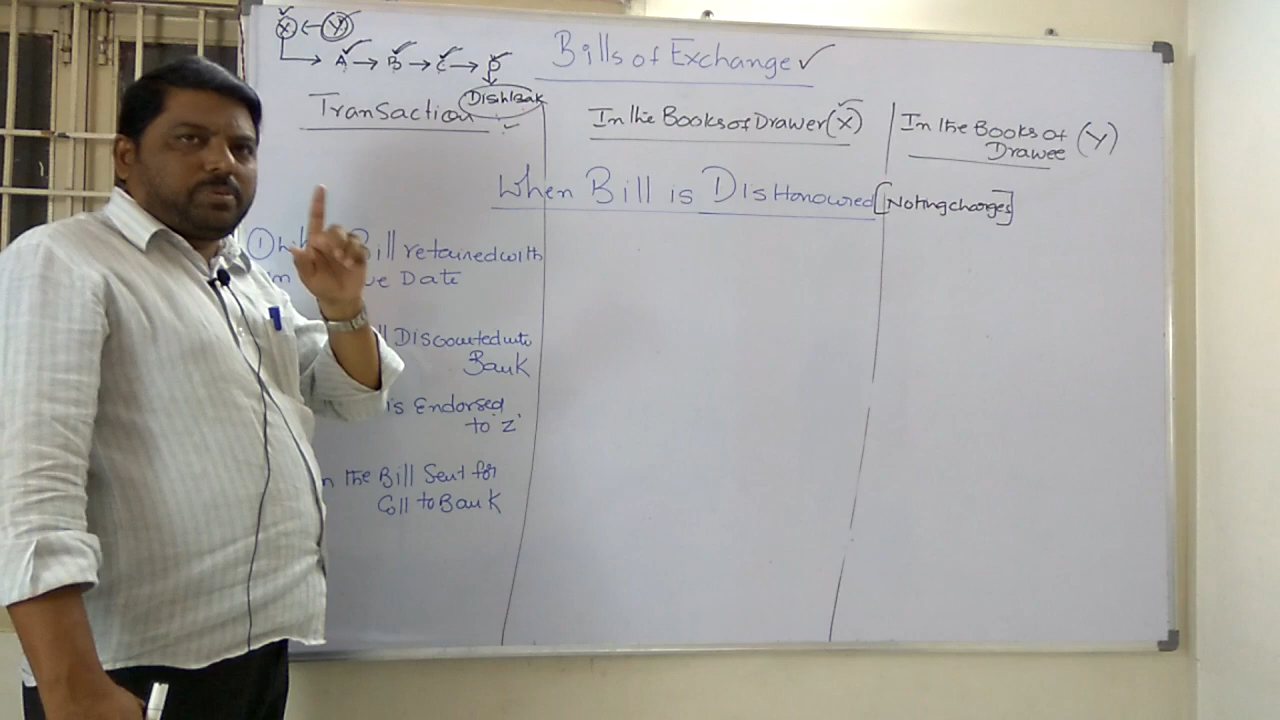 X ← Y
→ A → B → C → D
Bills of Exchange ✓
Transaction
In the Books of Drawer (X)
In the Books of
Drawee (Y)
When Bill is DisHonoured [Noting charges]
① Bill retained with
Date
Discounted with
Bank
is Endorsed
to 'Z'
the Bill Sent for
Coll to Bank